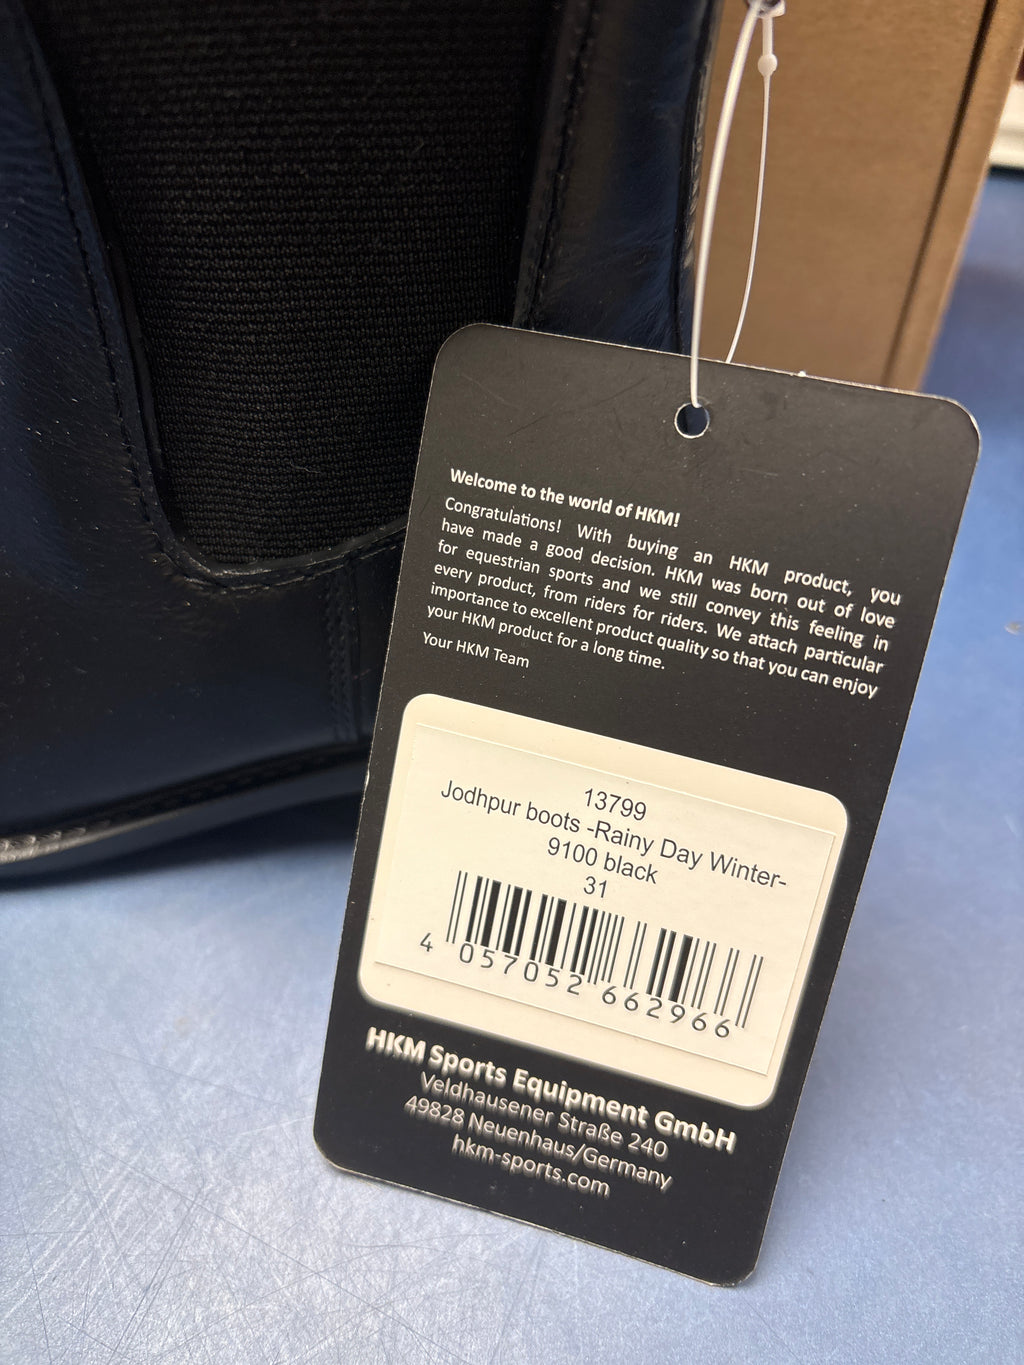 Welcome to the world of HKM!
Congratulations! With buying an HKM product, you
have made a good decision. HKM was born out of love
for equestrian sports and we still convey this feeling in
every product, from riders for riders. We attach particular
importance to excellent product quality so that you can enjoy
your HKM product for a long time.
Your HKM Team
13799
Jodhpur boots -Rainy Day Winter-
9100 black
31
4 057052 662966
HKM Sports Equipment GmbH
Veldhausener Straße 240
49828 Neuenhaus/Germany
hkm-sports.com